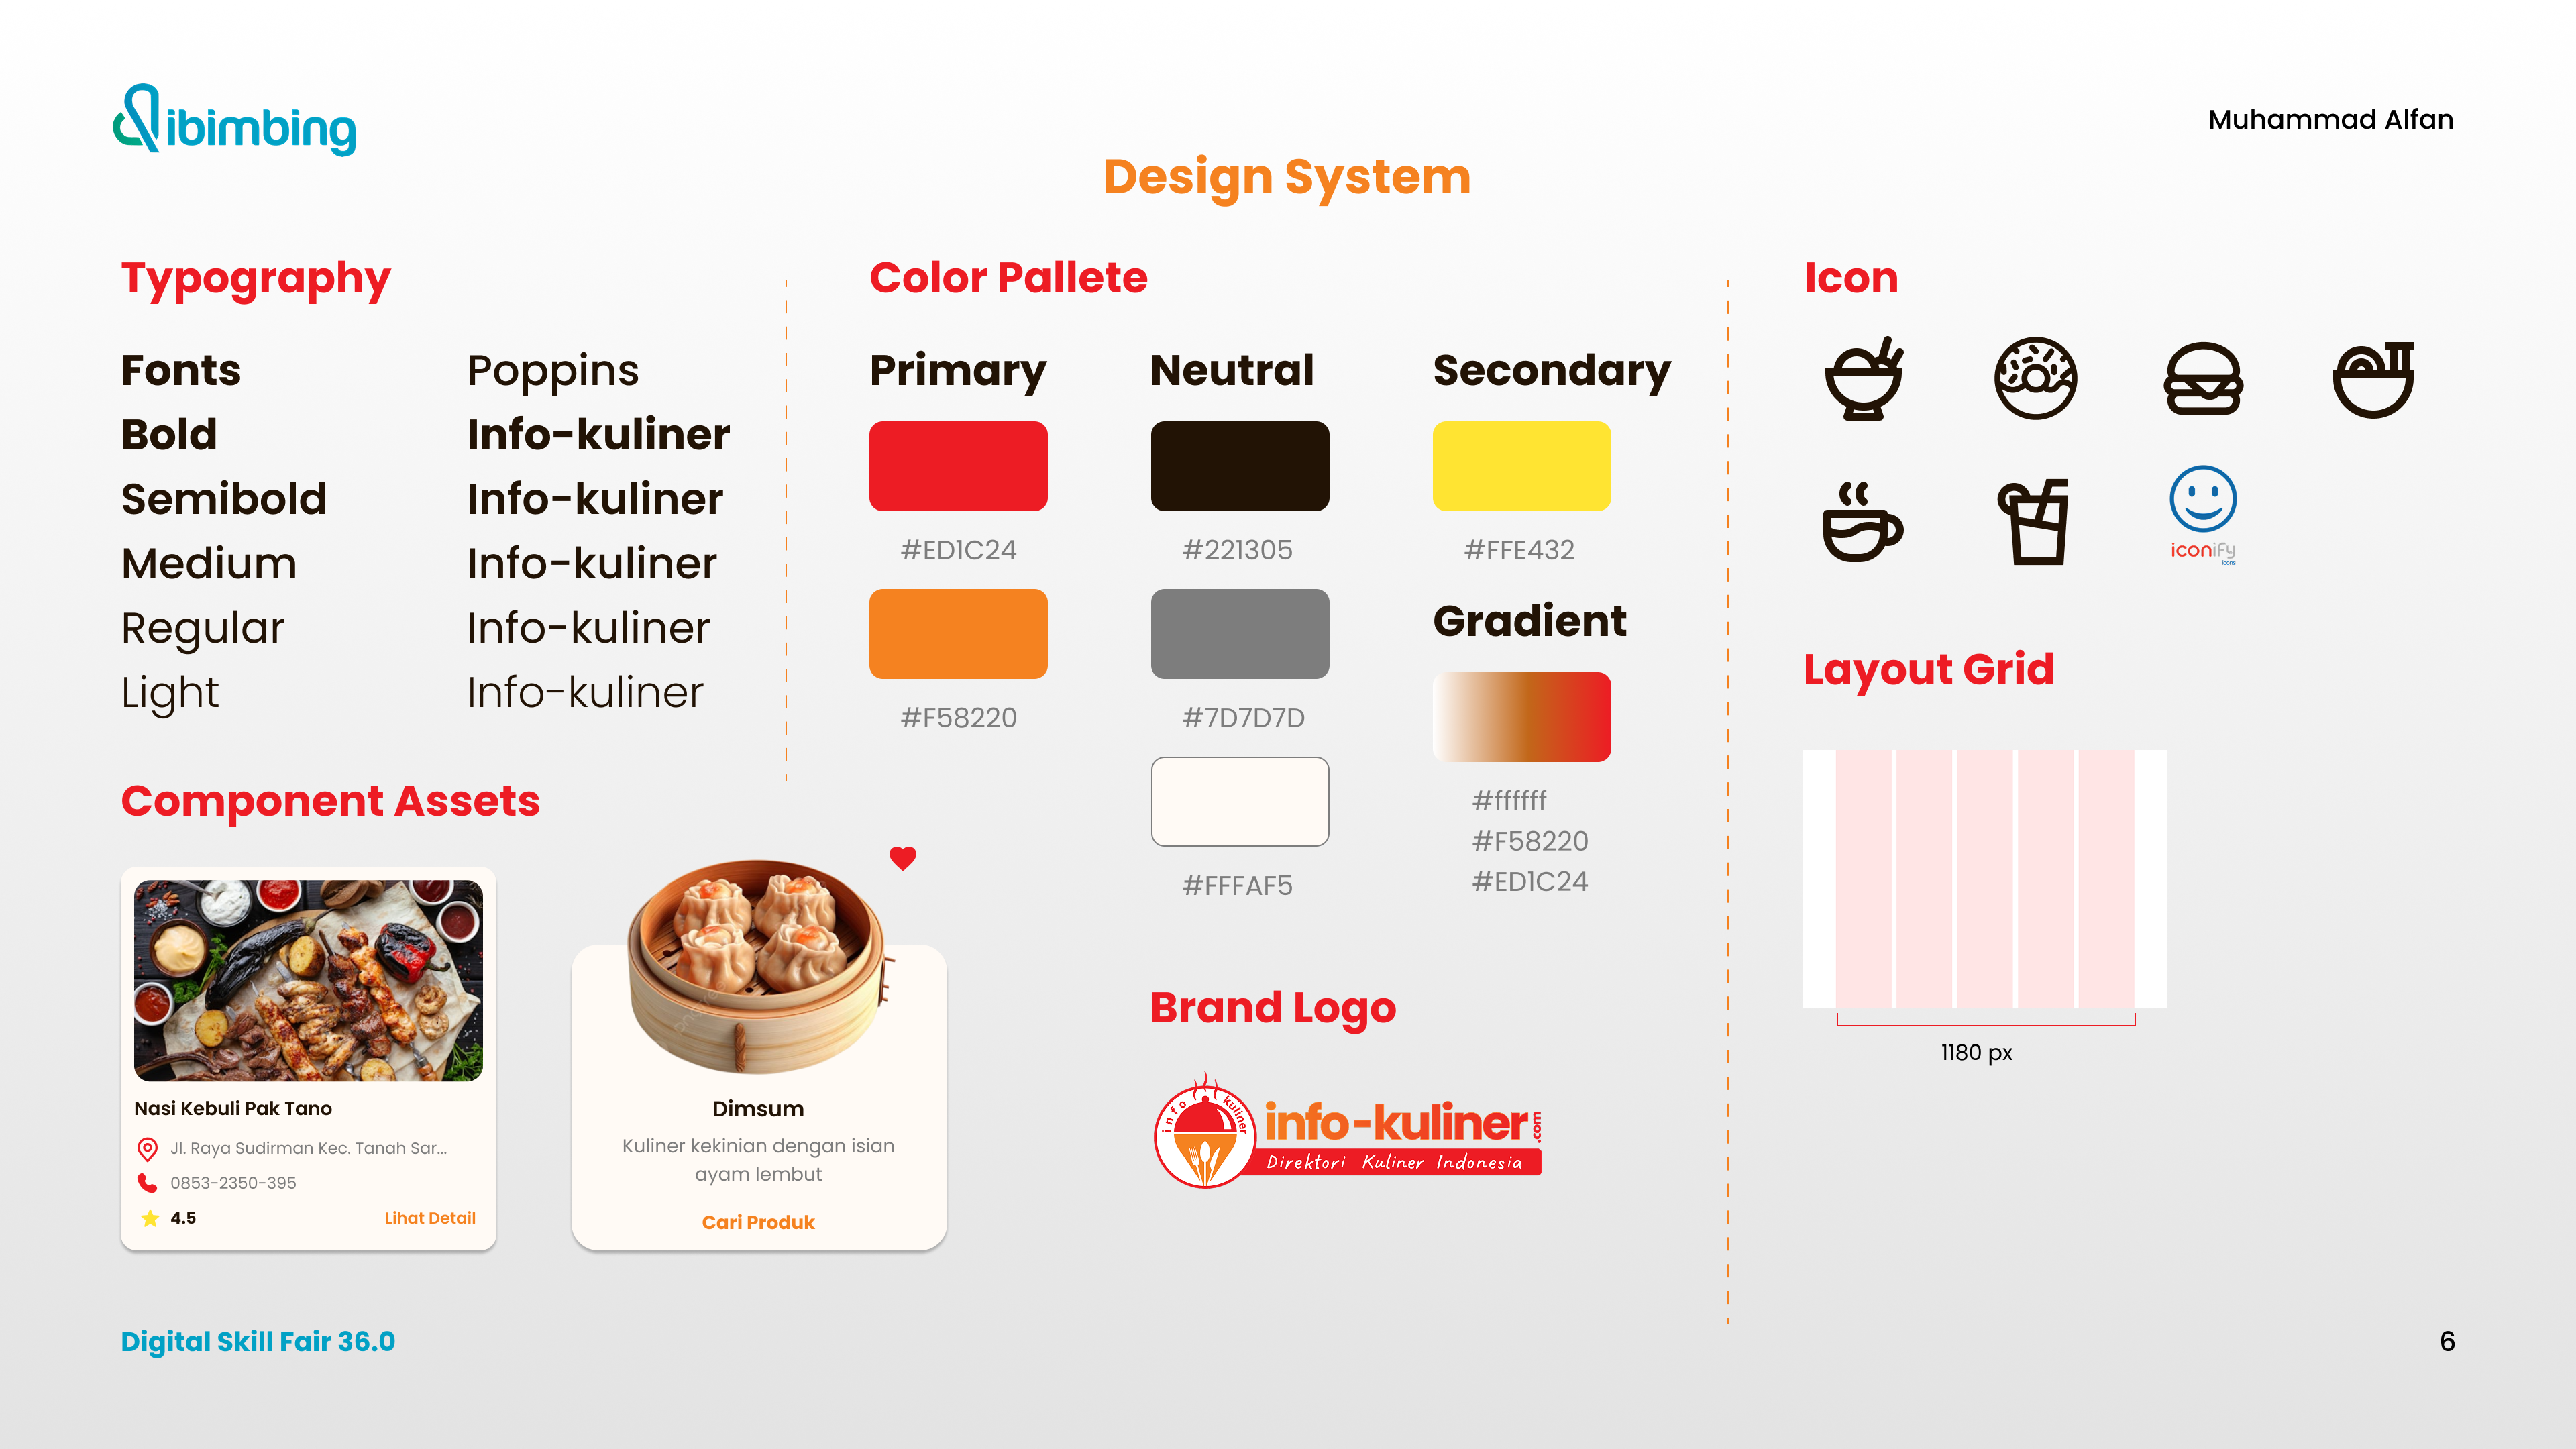 ibimbing
Muhammad Alfan
Design System
Typography
Fonts Poppins
Bold Info-kuliner
Semibold Info-kuliner
Medium Info-kuliner
Regular Info-kuliner
Light Info-kuliner
Component Assets
Nasi Kebuli Pak Tano
Jl. Raya Sudirman Kec. Tanah Sar...
0853-2350-395
4.5 Lihat Detail
Dimsum
Kuliner kekinian dengan isian
ayam lembut
Cari Produk
Color Pallete
Primary
#ED1C24
#F58220
Neutral
#221305
#7D7D7D
#FFFAF5
Secondary
#FFE432
Gradient
#ffffff
#F58220
#ED1C24
Brand Logo
info kuliner
info-kuliner.com
Direktori Kuliner Indonesia
Icon
iconify
icons
Layout Grid
1180 px
Digital Skill Fair 36.0
6